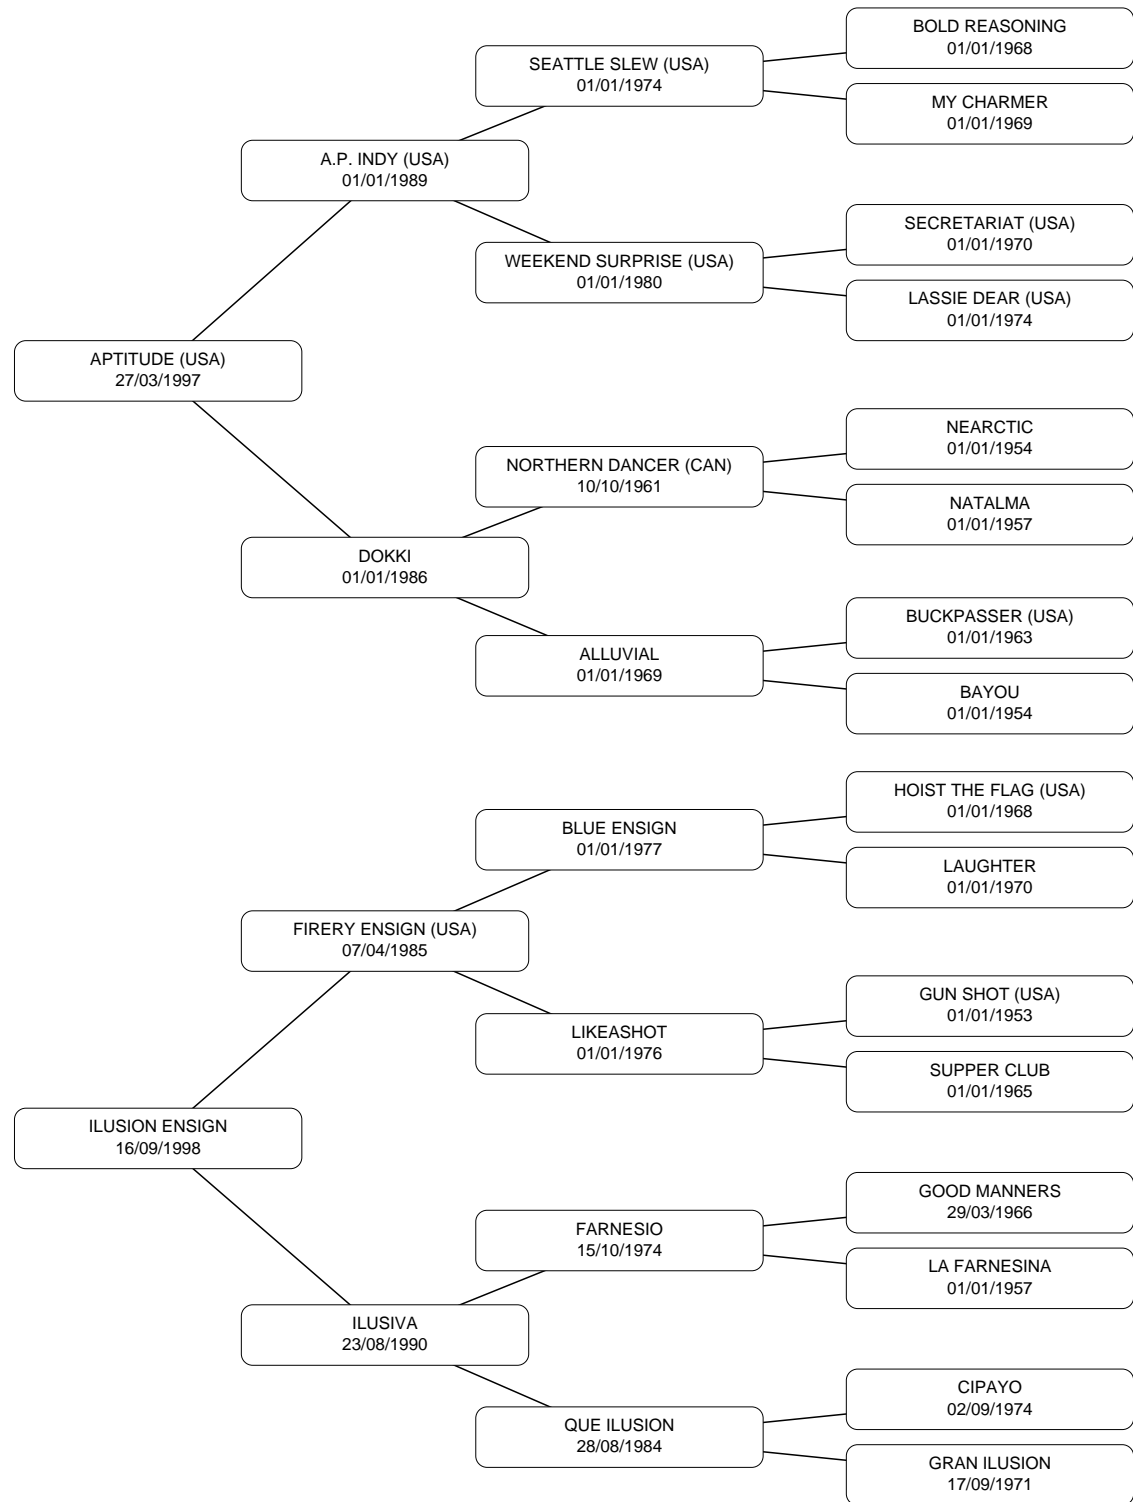 BOLD REASONING
01/01/1968
SEATTLE SLEW (USA)
01/01/1974
MY CHARMER
01/01/1969
A.P. INDY (USA)
01/01/1989
SECRETARIAT (USA)
01/01/1970
WEEKEND SURPRISE (USA)
01/01/1980
LASSIE DEAR (USA)
01/01/1974
APTITUDE (USA)
27/03/1997
NEARCTIC
01/01/1954
NORTHERN DANCER (CAN)
10/10/1961
NATALMA
01/01/1957
DOKKI
01/01/1986
BUCKPASSER (USA)
01/01/1963
ALLUVIAL
01/01/1969
BAYOU
01/01/1954
HOIST THE FLAG (USA)
01/01/1968
BLUE ENSIGN
01/01/1977
LAUGHTER
01/01/1970
FIRERY ENSIGN (USA)
07/04/1985
GUN SHOT (USA)
01/01/1953
LIKEASHOT
01/01/1976
SUPPER CLUB
01/01/1965
ILUSION ENSIGN
16/09/1998
GOOD MANNERS
29/03/1966
FARNESIO
15/10/1974
LA FARNESINA
01/01/1957
ILUSIVA
23/08/1990
CIPAYO
02/09/1974
QUE ILUSION
28/08/1984
GRAN ILUSION
17/09/1971